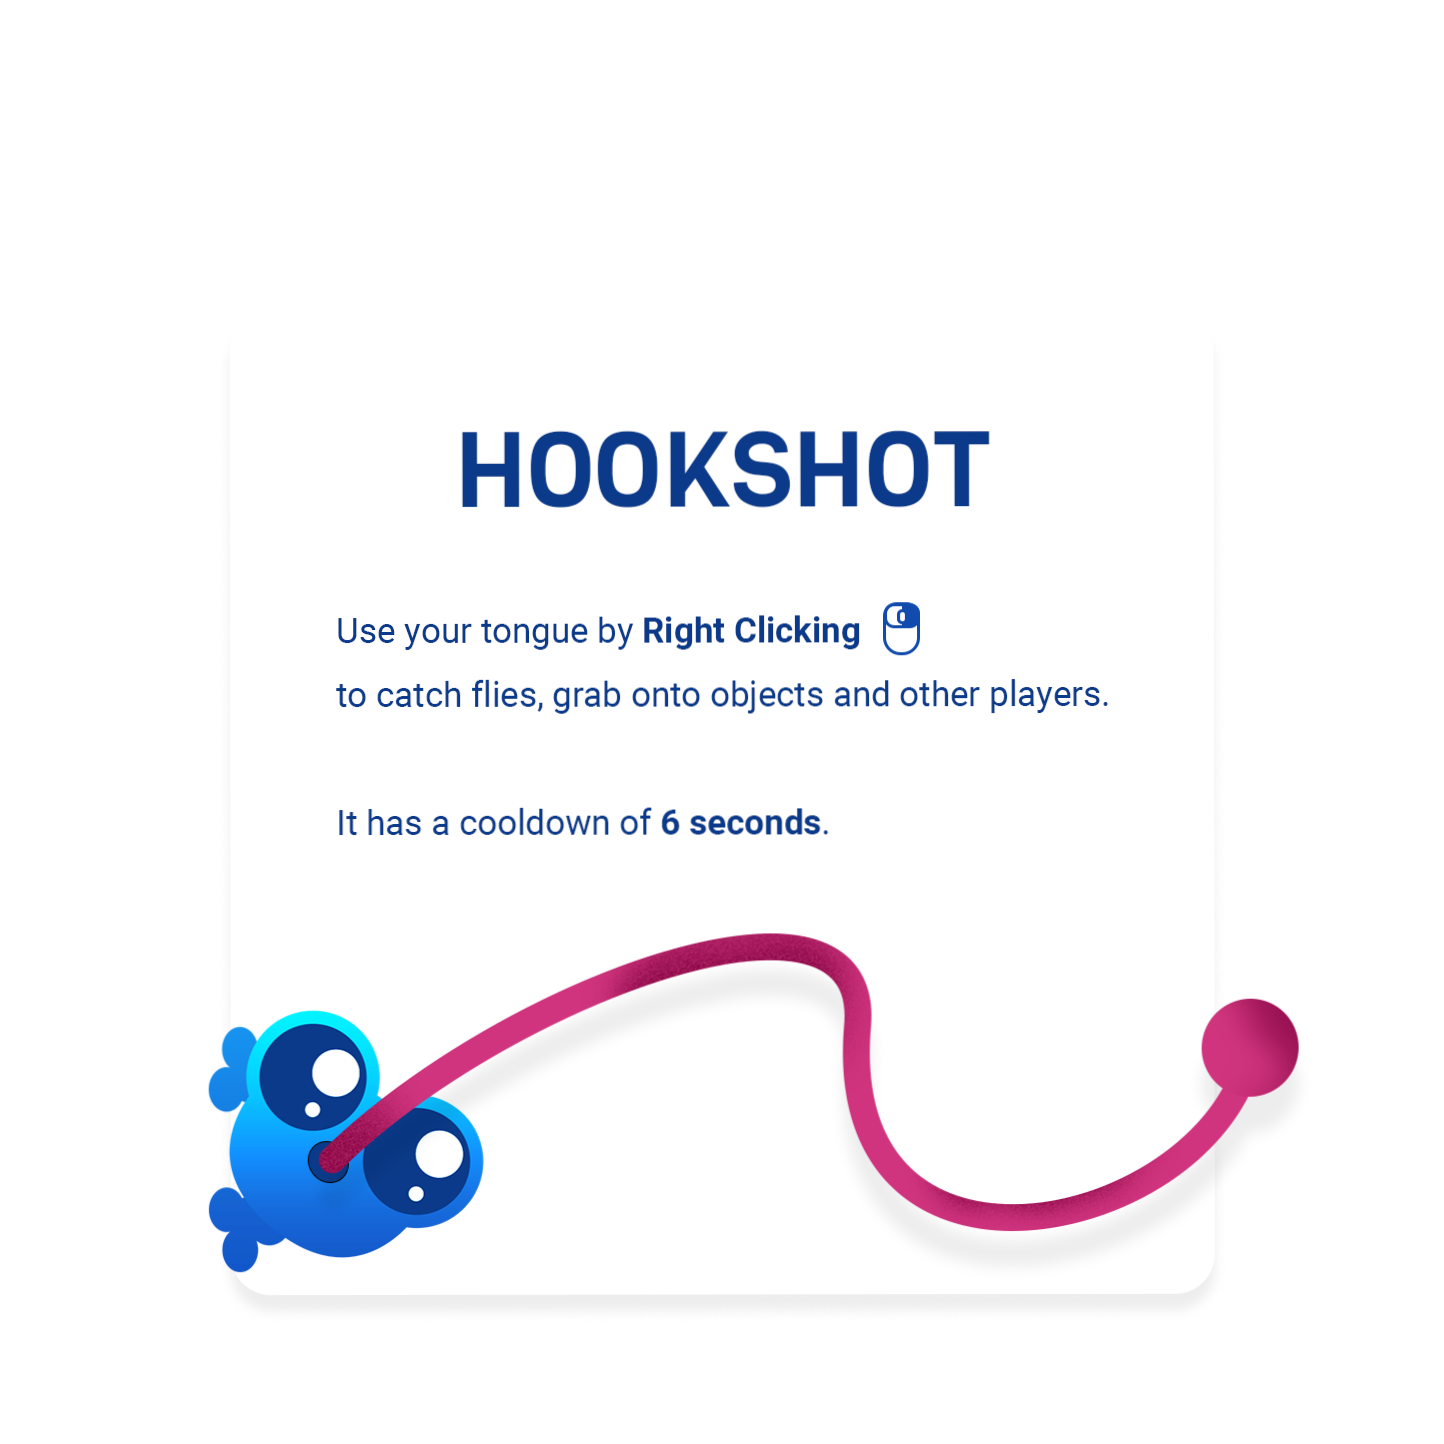 HOOKSHOT
Use your tongue by Right Clicking
to catch flies, grab onto objects and other players.
It has a cooldown of 6 seconds.